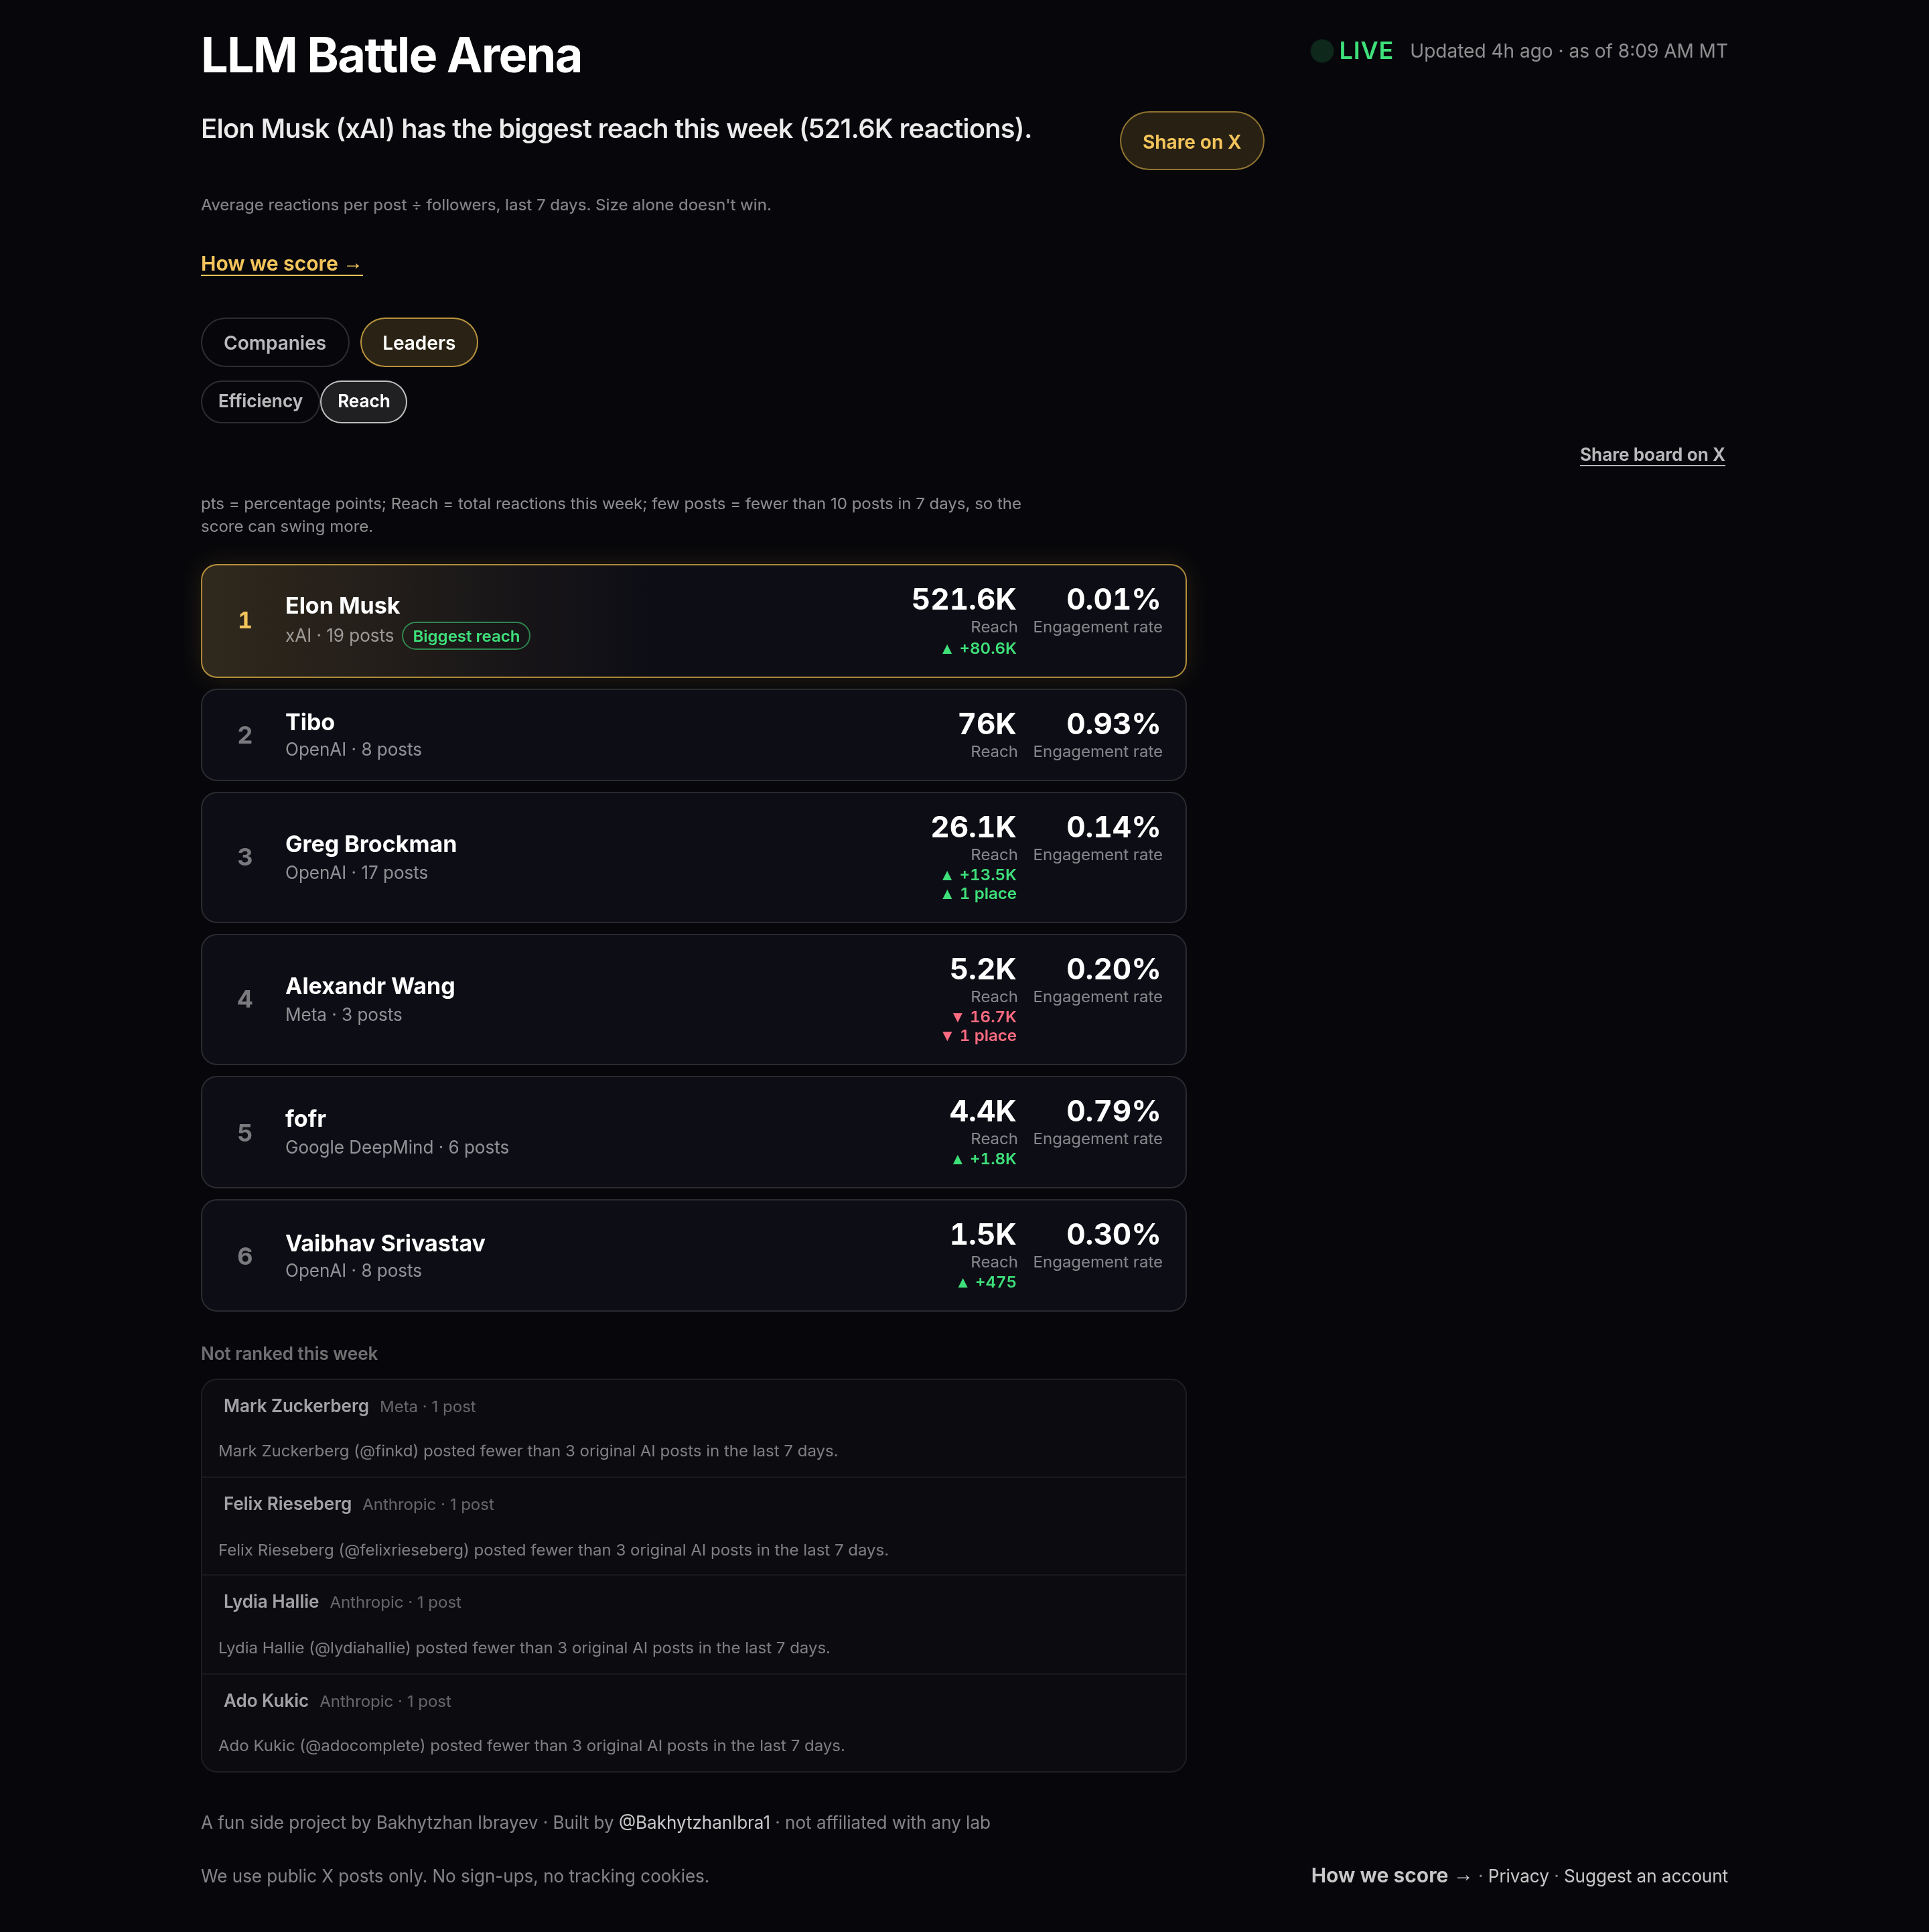 LLM Battle Arena
LIVE Updated 4h ago · as of 8:09 AM MT
Elon Musk (xAI) has the biggest reach this week (521.6K reactions).
Share on X
Average reactions per post ÷ followers, last 7 days. Size alone doesn't win.
How we score →
Companies Leaders
Efficiency Reach
Share board on X
pts = percentage points; Reach = total reactions this week; few posts = fewer than 10 posts in 7 days, so the
score can swing more.
1
Elon Musk
xAI · 19 posts Biggest reach
521.6K 0.01%
Reach Engagement rate
▲ +80.6K
2
Tibo
OpenAI · 8 posts
76K 0.93%
Reach Engagement rate
3
Greg Brockman
OpenAI · 17 posts
26.1K 0.14%
Reach Engagement rate
▲ +13.5K
▲ 1 place
4
Alexandr Wang
Meta · 3 posts
5.2K 0.20%
Reach Engagement rate
▼ 16.7K
▼ 1 place
5
fofr
Google DeepMind · 6 posts
4.4K 0.79%
Reach Engagement rate
▲ +1.8K
6
Vaibhav Srivastav
OpenAI · 8 posts
1.5K 0.30%
Reach Engagement rate
▲ +475
Not ranked this week
Mark Zuckerberg Meta · 1 post
Mark Zuckerberg (@finkd) posted fewer than 3 original AI posts in the last 7 days.
Felix Rieseberg Anthropic · 1 post
Felix Rieseberg (@felixrieseberg) posted fewer than 3 original AI posts in the last 7 days.
Lydia Hallie Anthropic · 1 post
Lydia Hallie (@lydiahallie) posted fewer than 3 original AI posts in the last 7 days.
Ado Kukic Anthropic · 1 post
Ado Kukic (@adocomplete) posted fewer than 3 original AI posts in the last 7 days.
A fun side project by Bakhytzhan Ibrayev · Built by @BakhytzhanIbra1 · not affiliated with any lab
We use public X posts only. No sign-ups, no tracking cookies.
How we score → · Privacy · Suggest an account